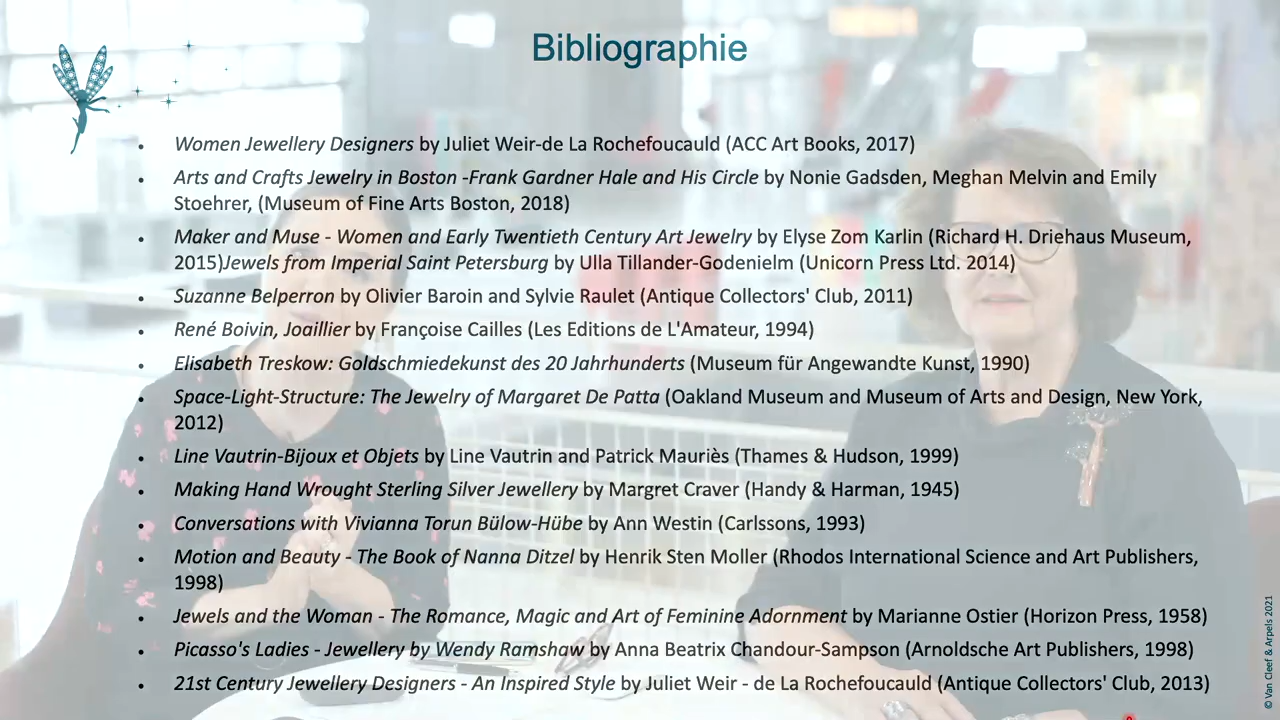 Bibliographie
• Women Jewellery Designers by Juliet Weir-de La Rochefoucauld (ACC Art Books, 2017)
• Arts and Crafts Jewelry in Boston -Frank Gardner Hale and His Circle by Nonie Gadsden, Meghan Melvin and Emily
Stoehrer, (Museum of Fine Arts Boston, 2018)
• Maker and Muse - Women and Early Twentieth Century Art Jewelry by Elyse Zom Karlin (Richard H. Driehaus Museum,
2015)Jewels from Imperial Saint Petersburg by Ulla Tillander-Godenielm (Unicorn Press Ltd. 2014)
• Suzanne Belperron by Olivier Baroin and Sylvie Raulet (Antique Collectors' Club, 2011)
• René Boivin, Joaillier by Françoise Cailles (Les Editions de L'Amateur, 1994)
• Elisabeth Treskow: Goldschmiedekunst des 20 Jahrhunderts (Museum für Angewandte Kunst, 1990)
• Space-Light-Structure: The Jewelry of Margaret De Patta (Oakland Museum and Museum of Arts and Design, New York,
2012)
• Line Vautrin-Bijoux et Objets by Line Vautrin and Patrick Mauriès (Thames & Hudson, 1999)
• Making Hand Wrought Sterling Silver Jewellery by Margret Craver (Handy & Harman, 1945)
• Conversations with Vivianna Torun Bülow-Hübe by Ann Westin (Carlssons, 1993)
• Motion and Beauty - The Book of Nanna Ditzel by Henrik Sten Moller (Rhodos International Science and Art Publishers,
1998)
• Jewels and the Woman - The Romance, Magic and Art of Feminine Adornment by Marianne Ostier (Horizon Press, 1958)
• Picasso's Ladies - Jewellery by Wendy Ramshaw by Anna Beatrix Chandour-Sampson (Arnoldsche Art Publishers, 1998)
• 21st Century Jewellery Designers - An Inspired Style by Juliet Weir - de La Rochefoucauld (Antique Collectors' Club, 2013)
© Van Cleef & Arpels 2021